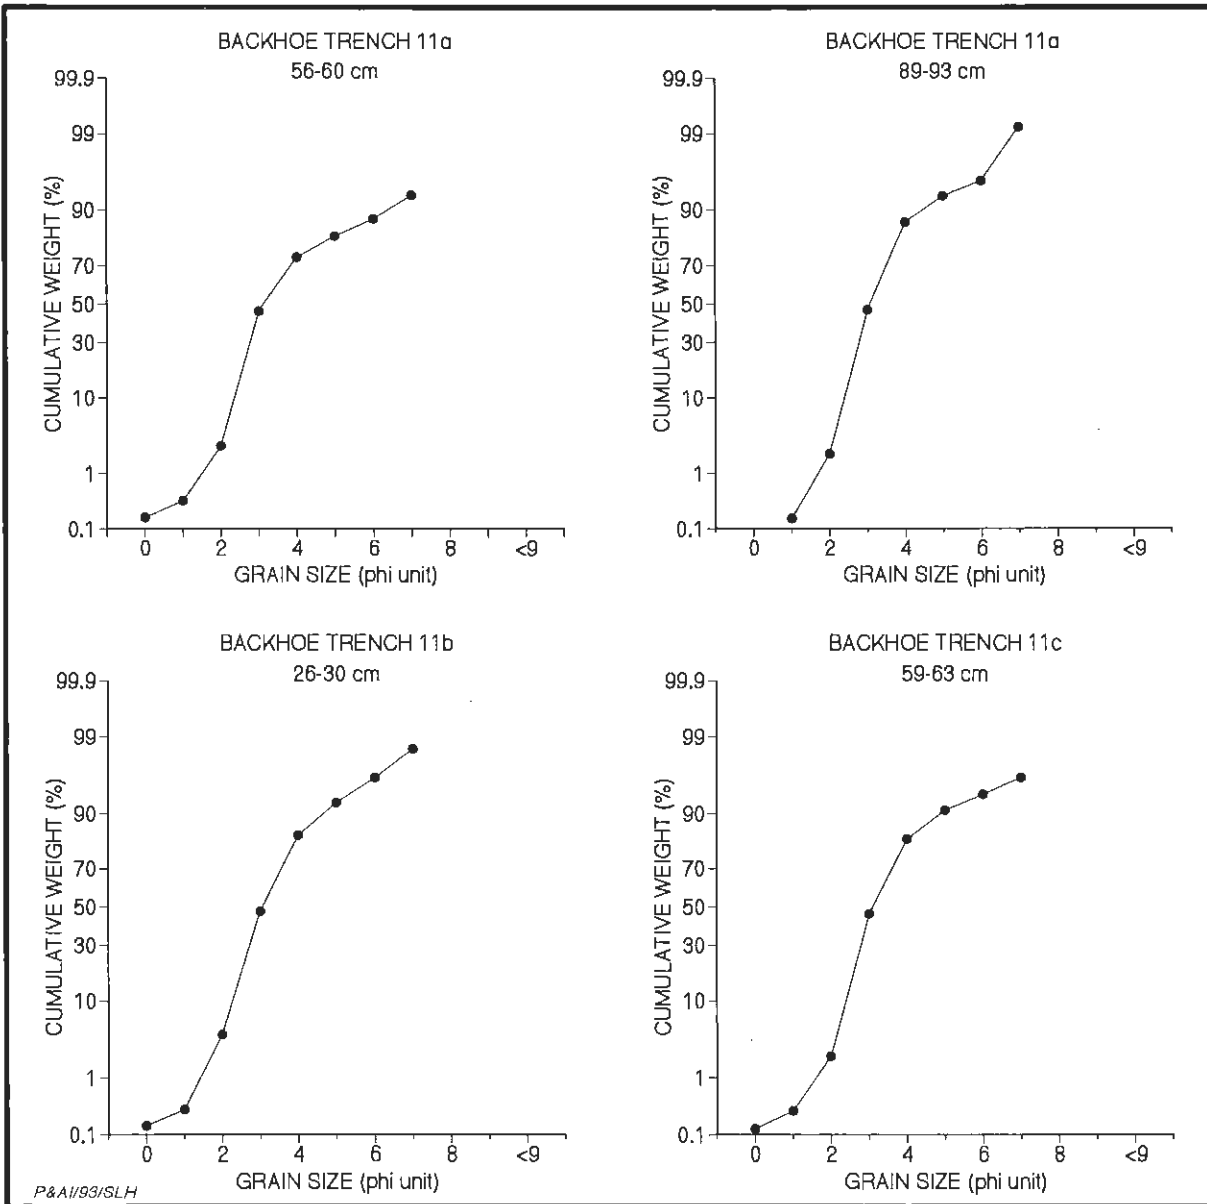 BACKHOE TRENCH 11a
56-60 cm
99.9
99
90
70
50
30
10
1
0.1
CUMULATIVE WEIGHT (%)
0 2 4 6 8 <9
GRAIN SIZE (phi unit)
BACKHOE TRENCH 11a
89-93 cm
99.9
99
90
70
50
30
10
1
0.1
CUMULATIVE WEIGHT (%)
0 2 4 6 8 <9
GRAIN SIZE (phi unit)
BACKHOE TRENCH 11b
26-30 cm
99.9
99
90
70
50
30
10
1
0.1
CUMULATIVE WEIGHT (%)
0 2 4 6 8 <9
GRAIN SIZE (phi unit)
BACKHOE TRENCH 11c
59-63 cm
99.9
99
90
70
50
30
10
1
0.1
CUMULATIVE WEIGHT (%)
0 2 4 6 8 <9
GRAIN SIZE (phi unit)
P&AI/93/SLH